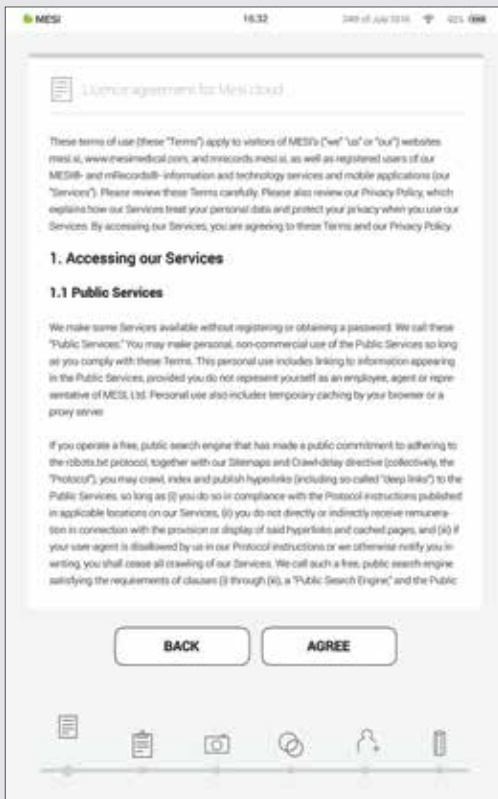 MESI
16:32
24th of July 2016
92%
Licence agreement for Mesi cloud
These terms of use (these "Terms") apply to visitors of MESI's ("we" "us" or "our") websites
mesi.si, www.mesimedical.com, and mrecords.mesi.si, as well as registered users of our
MESI®- and mRecords®- information and technology services and mobile applications (our
"Services"). Please review these Terms carefully. Please also review our Privacy Policy, which
explains how our Services treat your personal data and protect your privacy when you use our
Services. By accessing our Services, you are agreeing to these Terms and our Privacy Policy.
1. Accessing our Services
1.1 Public Services
We make some Services available without registering or obtaining a password. We call these
"Public Services." You may make personal, non-commercial use of the Public Services so long
as you comply with these Terms. This personal use includes linking to information appearing
in the Public Services, provided you do not represent yourself as an employee, agent or repre-
sentative of MESI, Ltd. Personal use also includes temporary caching by your browser or a
proxy server
If you operate a free, public search engine that has made a public commitment to adhering to
the robots.txt protocol, together with our Sitemaps and Crawl-delay directive (collectively, the
"Protocol"), you may crawl, index and publish hyperlinks (including so-called "deep links") to the
Public Services, so long as (i) you do so in compliance with the Protocol instructions published
in applicable locations on our Services, (ii) you do not directly or indirectly receive remunera-
tion in connection with the provision or display of said hyperlinks and cached pages, and (iii) if
your user-agent is disallowed by us in our Protocol instructions or we otherwise notify you in
writing, you shall cease all crawling of our Services. We call such a free, public search engine
satisfying the requirements of clauses (i) through (iii), a "Public Search Engine," and the Public
BACK
AGREE